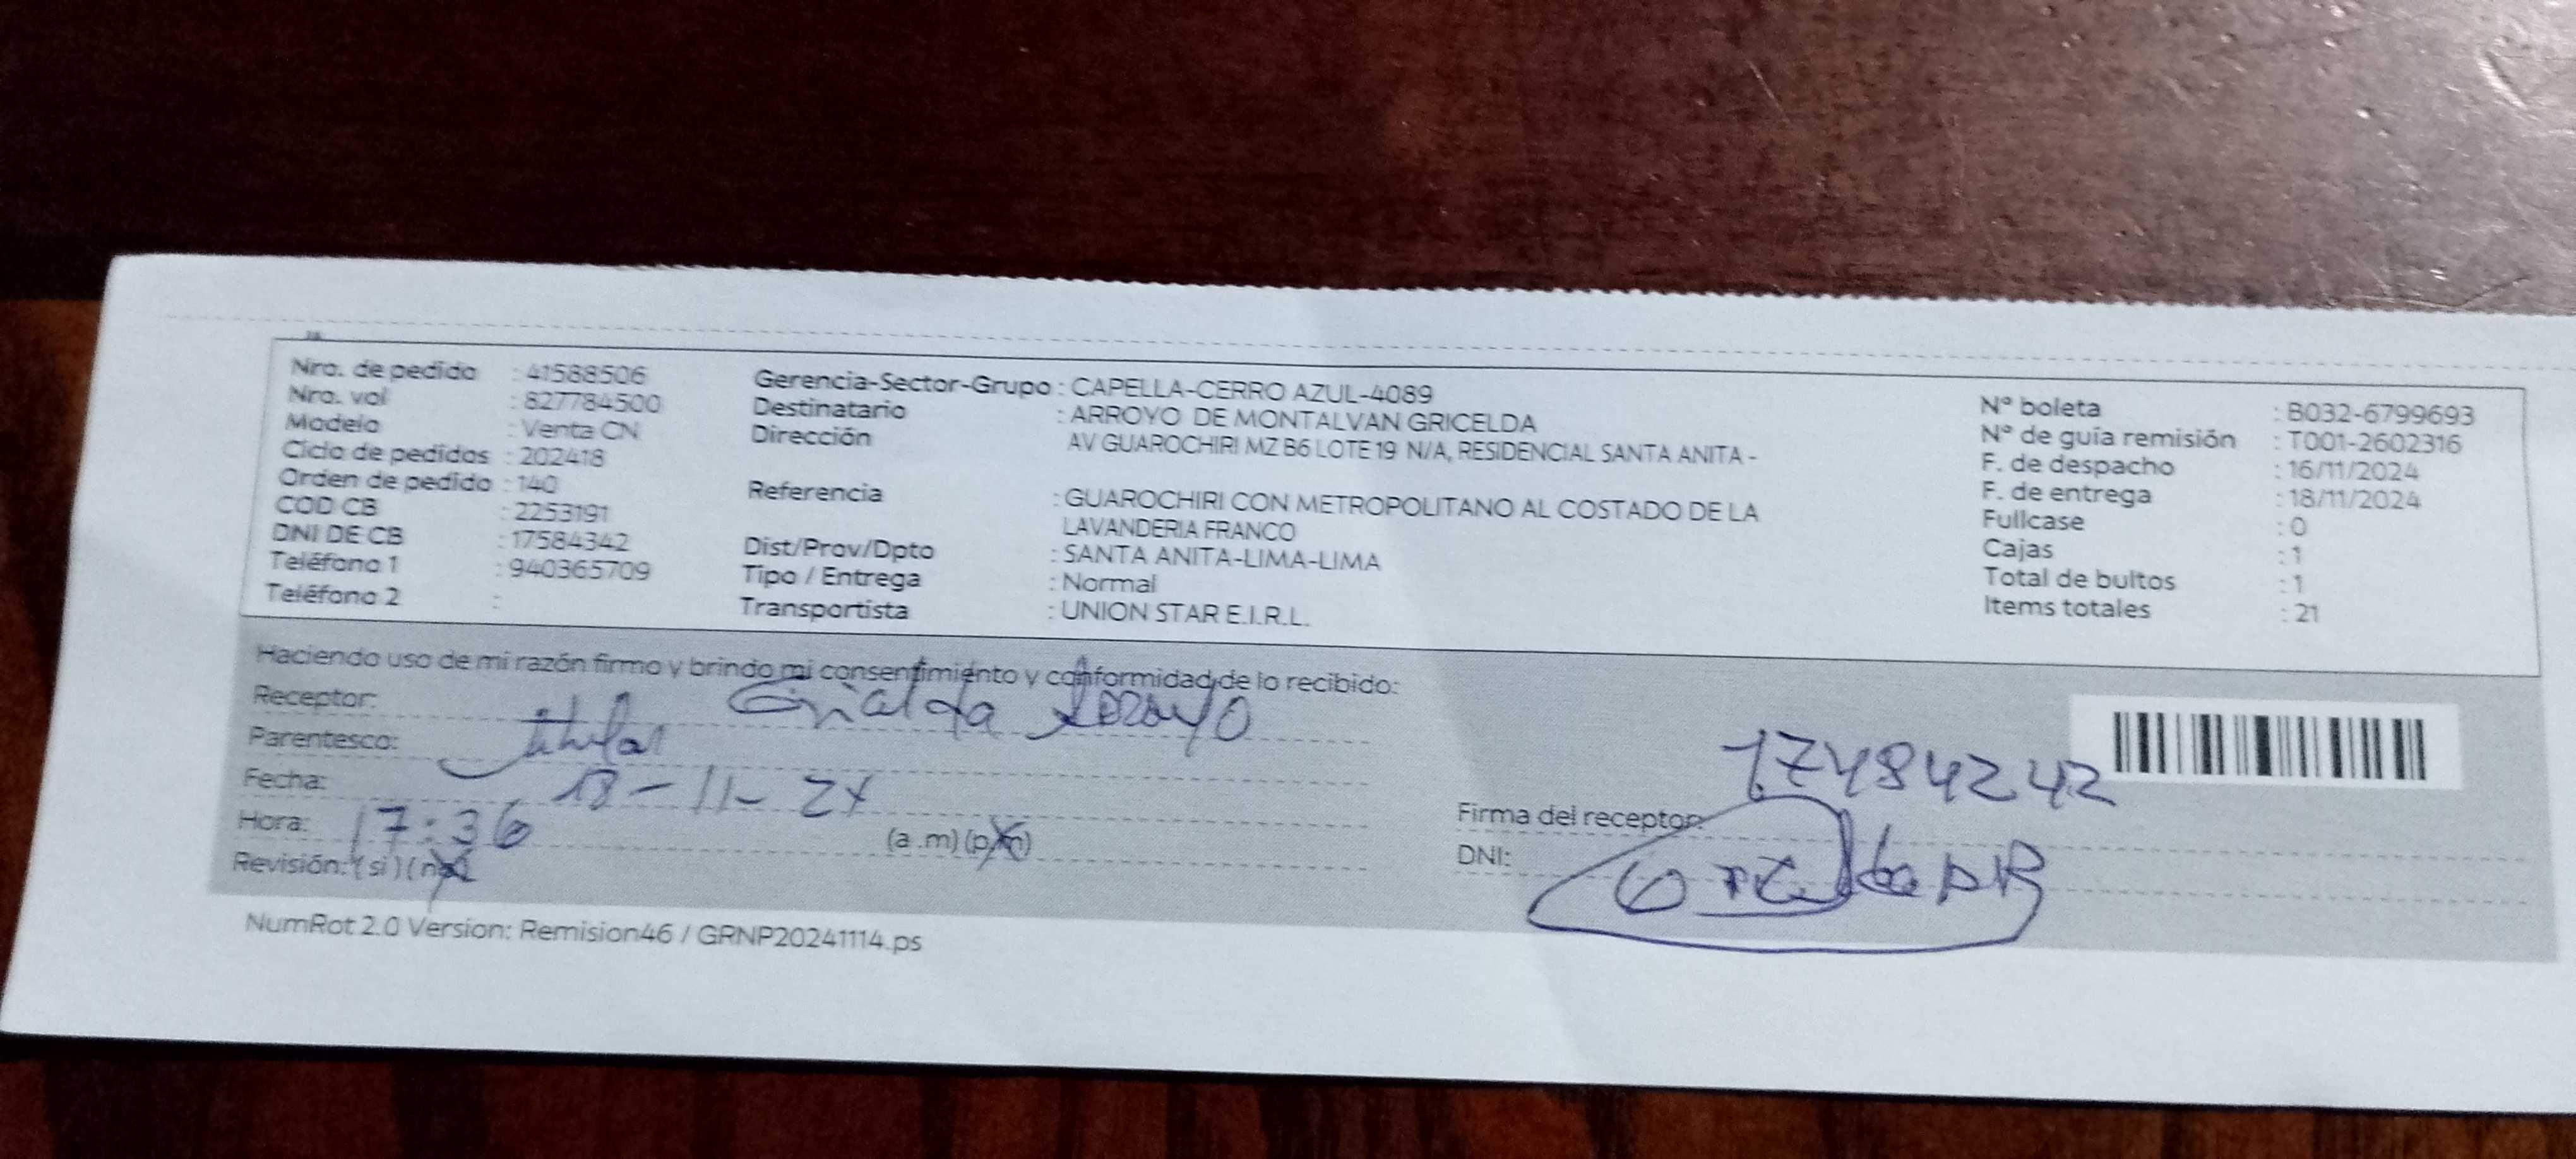 Nro. de pedido : 41588506
Nro. vol : 827784500
Modelo : Venta CN
Ciclo de pedidos : 202418
Orden de pedido : 140
COD CB : 2253191
DNI DE CB : 17584342
Teléfono 1 : 940365709
Teléfono 2 :
Gerencia-Sector-Grupo : CAPELLA-CERRO AZUL-4089
Destinatario : ARROYO DE MONTALVAN GRICELDA
Dirección AV GUAROCHIRI MZ B6 LOTE 19 N/A, RESIDENCIAL SANTA ANITA -
Referencia : GUAROCHIRI CON METROPOLITANO AL COSTADO DE LA
LAVANDERIA FRANCO
Dist/Prov/Dpto : SANTA ANITA-LIMA-LIMA
Tipo / Entrega : Normal
Transportista : UNION STAR E.I.R.L.
N° boleta : B032-6799693
N° de guía remisión : T001-2602316
F. de despacho : 16/11/2024
F. de entrega : 18/11/2024
Fullcase : 0
Cajas : 1
Total de bultos : 1
Items totales : 21
Haciendo uso de mi razón firmo y brindo mi consentimiento y conformidad de lo recibido:
Receptor:
Parentesco: titular
Fecha: 18-11-24
Hora: 17:36 (a.m) (p.m)
Revisión: (si) (no)
17484242
Firma del receptor:
DNI:
NumRot 2.0 Version: Remision46 / GRNP20241114.ps